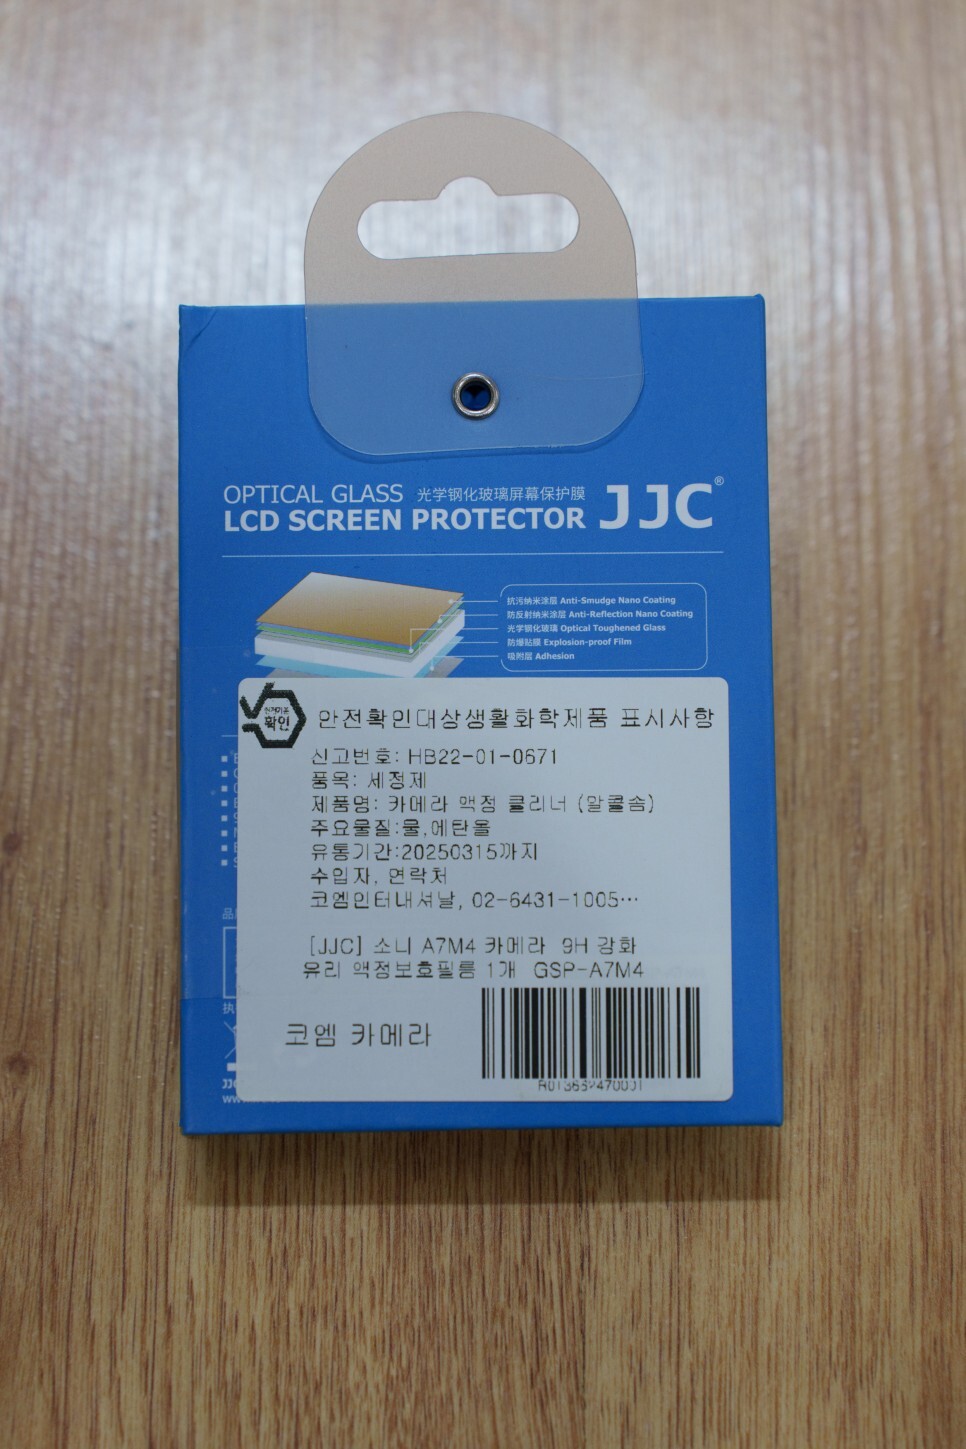 OPTICAL GLASS 光学钢化玻璃屏幕保护膜
LCD SCREEN PROTECTOR JJC®
抗污纳米涂层 Anti-Smudge Nano Coating
防反射纳米涂层 Anti-Reflection Nano Coating
光学钢化玻璃 Optical Toughened Glass
防爆贴膜 Explosion-proof Film
吸附层 Adhesion
확인
안전확인대상생활화학제품 표시사항
신고번호: HB22-01-0671
품목: 세정제
제품명: 카메라 액정 클리너 (알콜솜)
주요물질:물,에탄올
유통기간:20250315까지
수입자, 연락처
코엠인터내셔날, 02-6431-1005…
[JJC] 소니 A7M4 카메라 9H 강화
유리 액정보호필름 1개 GSP-A7M4
코엠 카메라